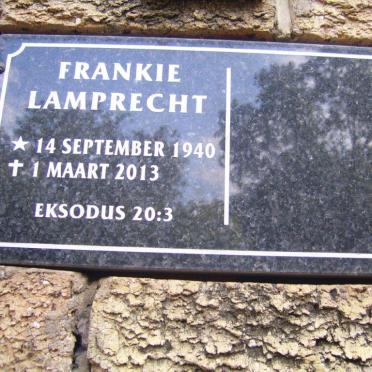 FRANKIE
LAMPRECHT
★ 14 SEPTEMBER 1940
✝ 1 MAART 2013
EKSODUS 20:3